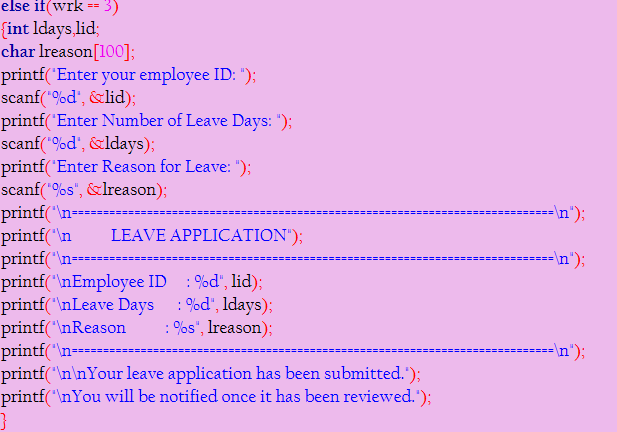 else if(wrk == 3)
{int ldays,lid;
char lreason[100];
printf("Enter your employee ID: ");
scanf("%d", &lid);
printf("Enter Number of Leave Days: ");
scanf("%d", &ldays);
printf("Enter Reason for Leave: ");
scanf("%s", &lreason);
printf("\n==============================================================\n");
printf("\n          LEAVE APPLICATION");
printf("\n==============================================================\n");
printf("\nEmployee ID     : %d", lid);
printf("\nLeave Days      : %d", ldays);
printf("\nReason          : %s", lreason);
printf("\n==============================================================\n");
printf("\n\nYour leave application has been submitted.");
printf("\nYou will be notified once it has been reviewed.");
}